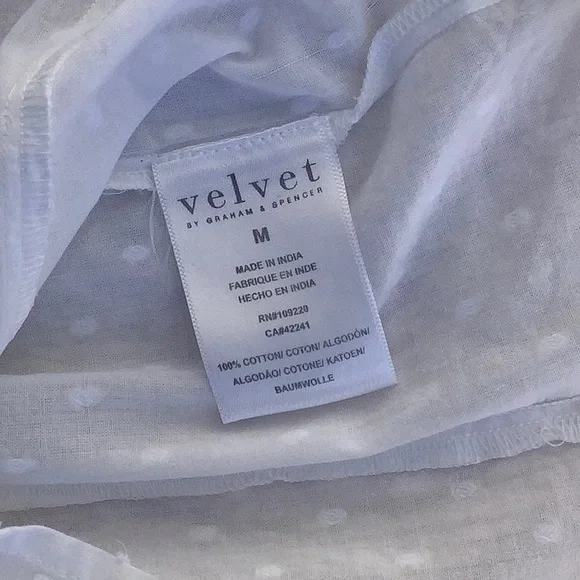 velvet
BY GRAHAM & SPENCER
M
MADE IN INDIA
FABRIQUE EN INDE
HECHO EN INDIA
RN#109220
CA#42241
100% COTTON/ COTON/ ALGODÓN/
ALGODÃO/ COTONE/ KATOEN/
BAUMWOLLE